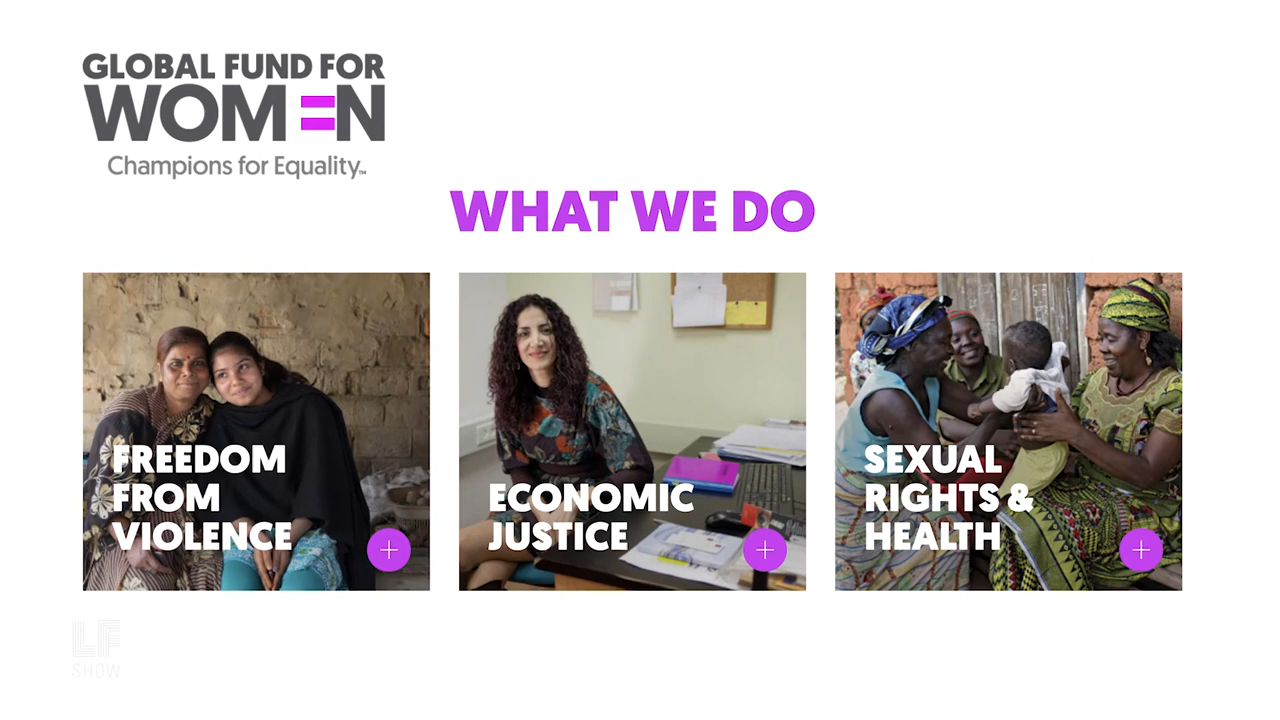 GLOBAL FUND FOR
WOMEN
Champions for Equality™
WHAT WE DO
FREEDOM
FROM
VIOLENCE
ECONOMIC
JUSTICE
SEXUAL
RIGHTS &
HEALTH
LF
SHOW